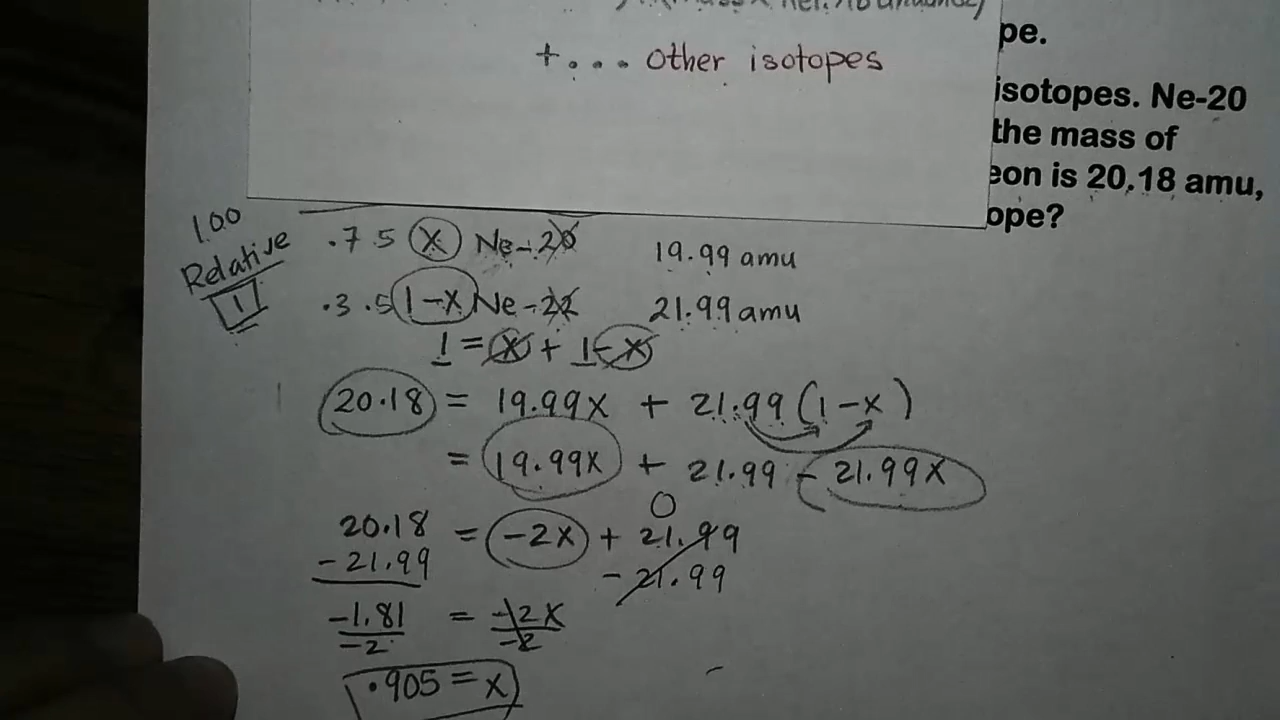 +... Other isotopes
pe.
isotopes. Ne-20
the mass of
eon is 20.18 amu,
ope?
1.00
Relative
1
.75 x Ne-20 19.99 amu
.3 .5 1-x Ne-22 21.99 amu
1 = x + 1-x
20.18 = 19.99x + 21.99(1-x)
= 19.99x + 21.99 - 21.99x
0
20.18 = -2x + 21.99
-21.99 -21.99
-1.81 = -2x
-2 -2
.905 = x